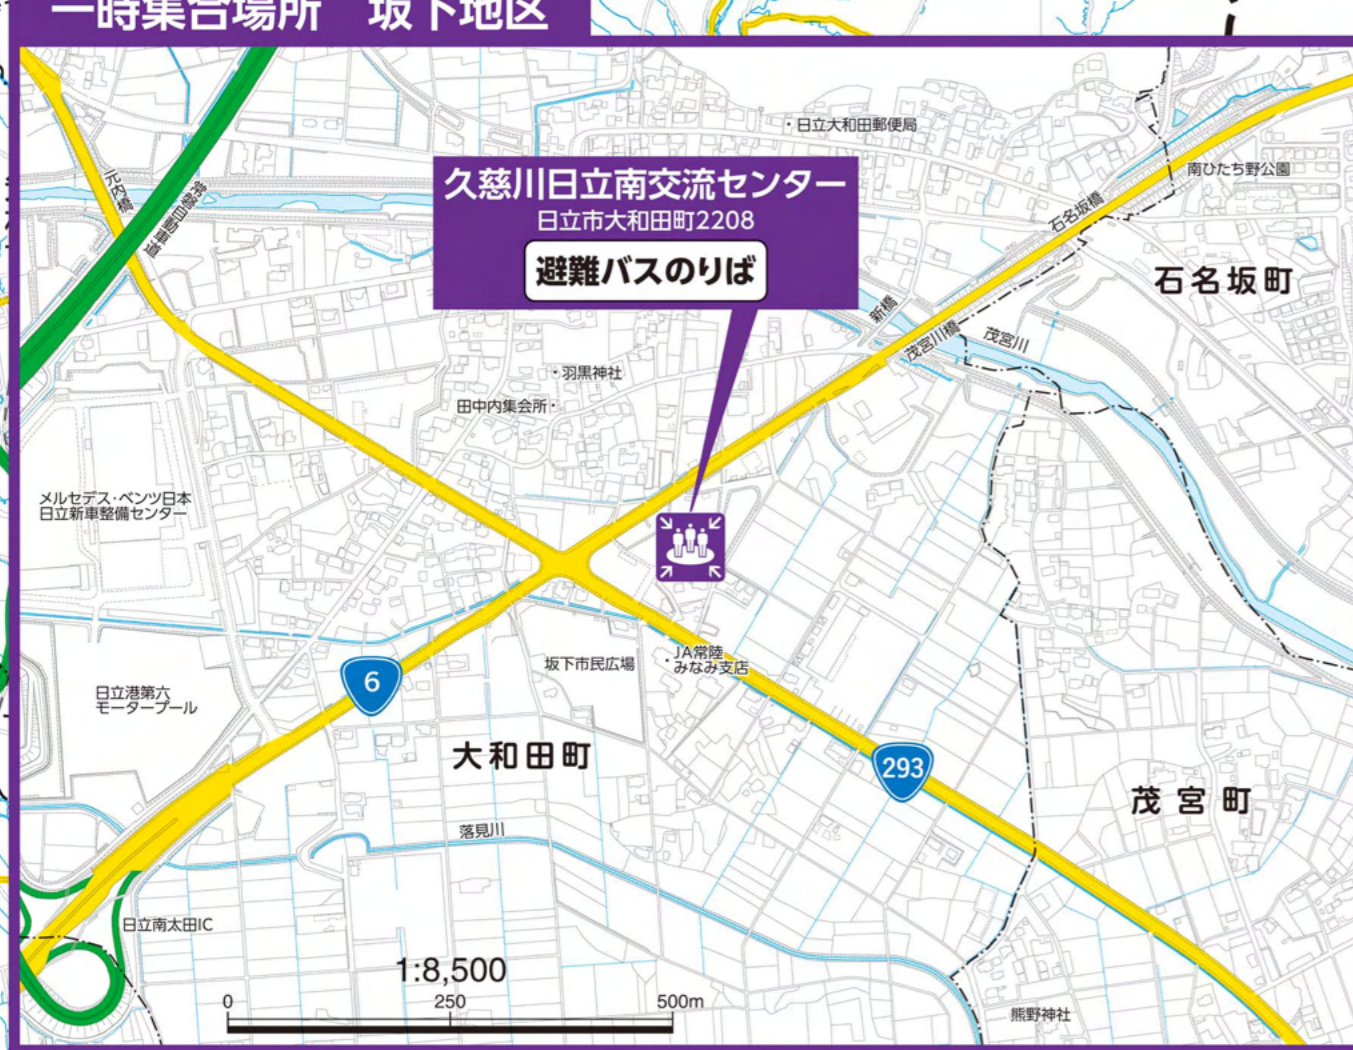 一時集合場所　坂下地区
・日立大和田郵便局
南ひたち野公園
久慈川日立南交流センター
日立市大和田町2208
避難バスのりば
元内橋
常磐自動車道
石名坂橋
石名坂町
新橋
茂宮川橋
茂宮川
・羽黒神社
田中内集会所・
メルセデス・ベンツ日本
日立新車整備センター
坂下市民広場
・JA常陸
みなみ支店
6
日立港第六
モータープール
大和田町
293
茂宮町
落見川
日立南太田IC
1:8,500
0 250 500m
熊野神社